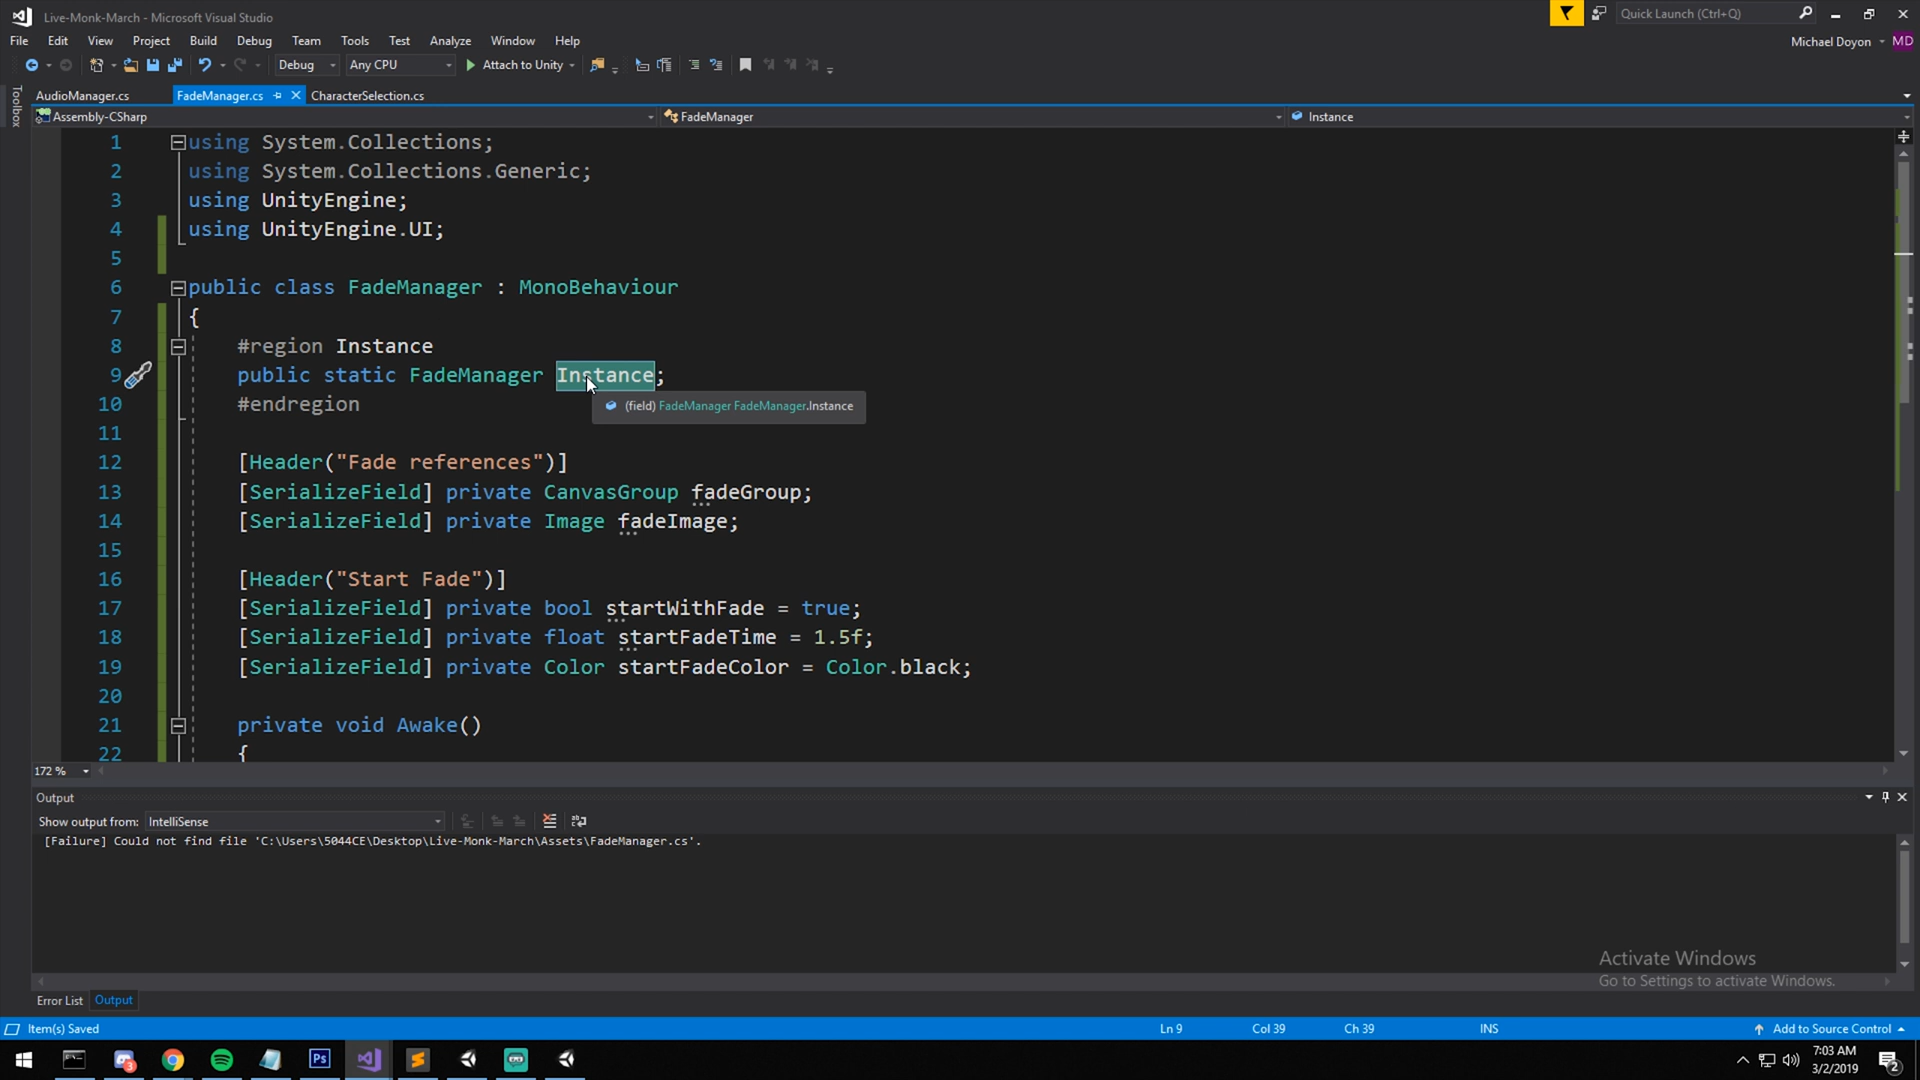 Live-Monk-March - Microsoft Visual Studio
Quick Launch (Ctrl+Q)
File Edit View Project Build Debug Team Tools Test Analyze Window Help
Michael Doyon MD
Debug Any CPU Attach to Unity
Toolbox
AudioManager.cs FadeManager.cs CharacterSelection.cs
Assembly-CSharp FadeManager Instance
1 using System.Collections;
2 using System.Collections.Generic;
3 using UnityEngine;
4 using UnityEngine.UI;
5
6 public class FadeManager : MonoBehaviour
7 {
8 #region Instance
9 public static FadeManager Instance;
10 #endregion
(field) FadeManager FadeManager.Instance
11
12 [Header("Fade references")]
13 [SerializeField] private CanvasGroup fadeGroup;
14 [SerializeField] private Image fadeImage;
15
16 [Header("Start Fade")]
17 [SerializeField] private bool startWithFade = true;
18 [SerializeField] private float startFadeTime = 1.5f;
19 [SerializeField] private Color startFadeColor = Color.black;
20
21 private void Awake()
22 {
172 %
Output
Show output from: IntelliSense
[Failure] Could not find file 'C:\Users\5044CE\Desktop\Live-Monk-March\Assets\FadeManager.cs'.
Activate Windows
Go to Settings to activate Windows.
Error List Output
Item(s) Saved Ln 9 Col 39 Ch 39 INS Add to Source Control
3 Ps 7:03 AM
3/2/2019 2